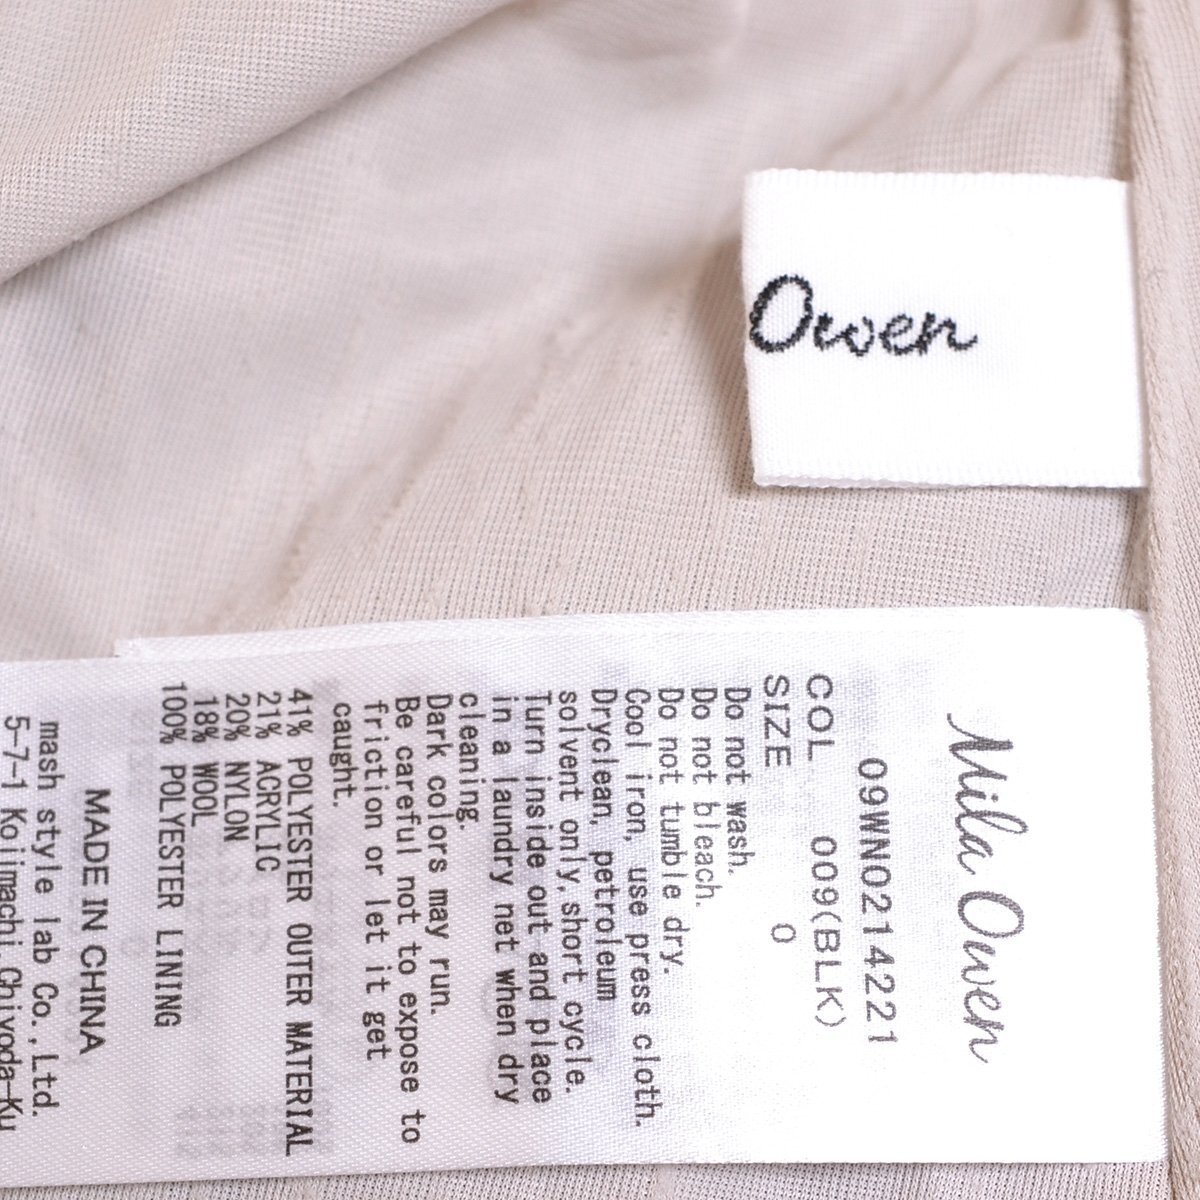 Owen
Mila Owen
09WN0214221
COL 009(BLK)
SIZE 0
Do not wash.
Do not bleach.
Do not tumble dry.
Cool iron, use press cloth.
Dryclean, petroleum
solvent only,short cycle.
Turn inside out and place
in a laundry net when dry
cleaning.
Dark colors may run.
Be careful not to expose to
friction or let it get
caught.
41% POLYESTER OUTER MATERIAL
21% ACRYLIC
20% NYLON
18% WOOL
100% POLYESTER LINING
MADE IN CHINA
mash style lab Co.,Ltd.
5-7-1 Kojimachi,Chiyoda-Ku